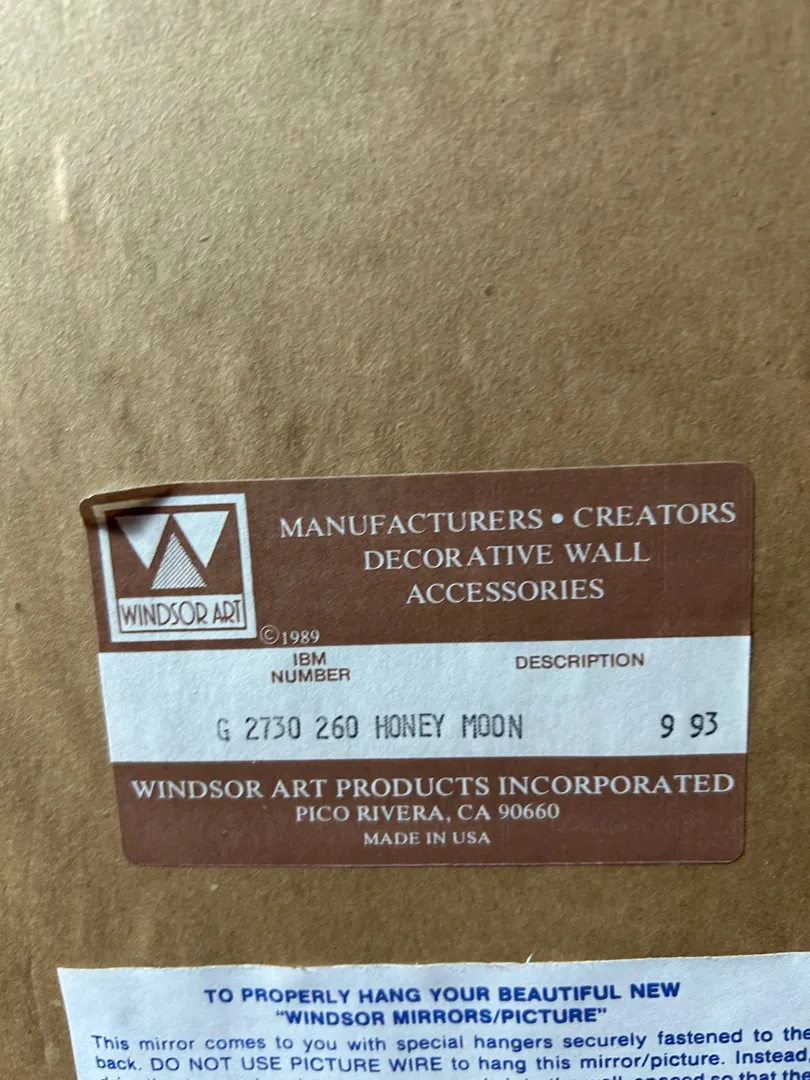 MANUFACTURERS • CREATORS
DECORATIVE WALL
ACCESSORIES
WINDSOR ART
©1989
IBM
NUMBER
DESCRIPTION
G 2730 260 HONEY MOON 9 93
WINDSOR ART PRODUCTS INCORPORATED
PICO RIVERA, CA 90660
MADE IN USA
TO PROPERLY HANG YOUR BEAUTIFUL NEW
"WINDSOR MIRRORS/PICTURE"
This mirror comes to you with special hangers securely fastened to the
back. DO NOT USE PICTURE WIRE to hang this mirror/picture. Instead,
so that the